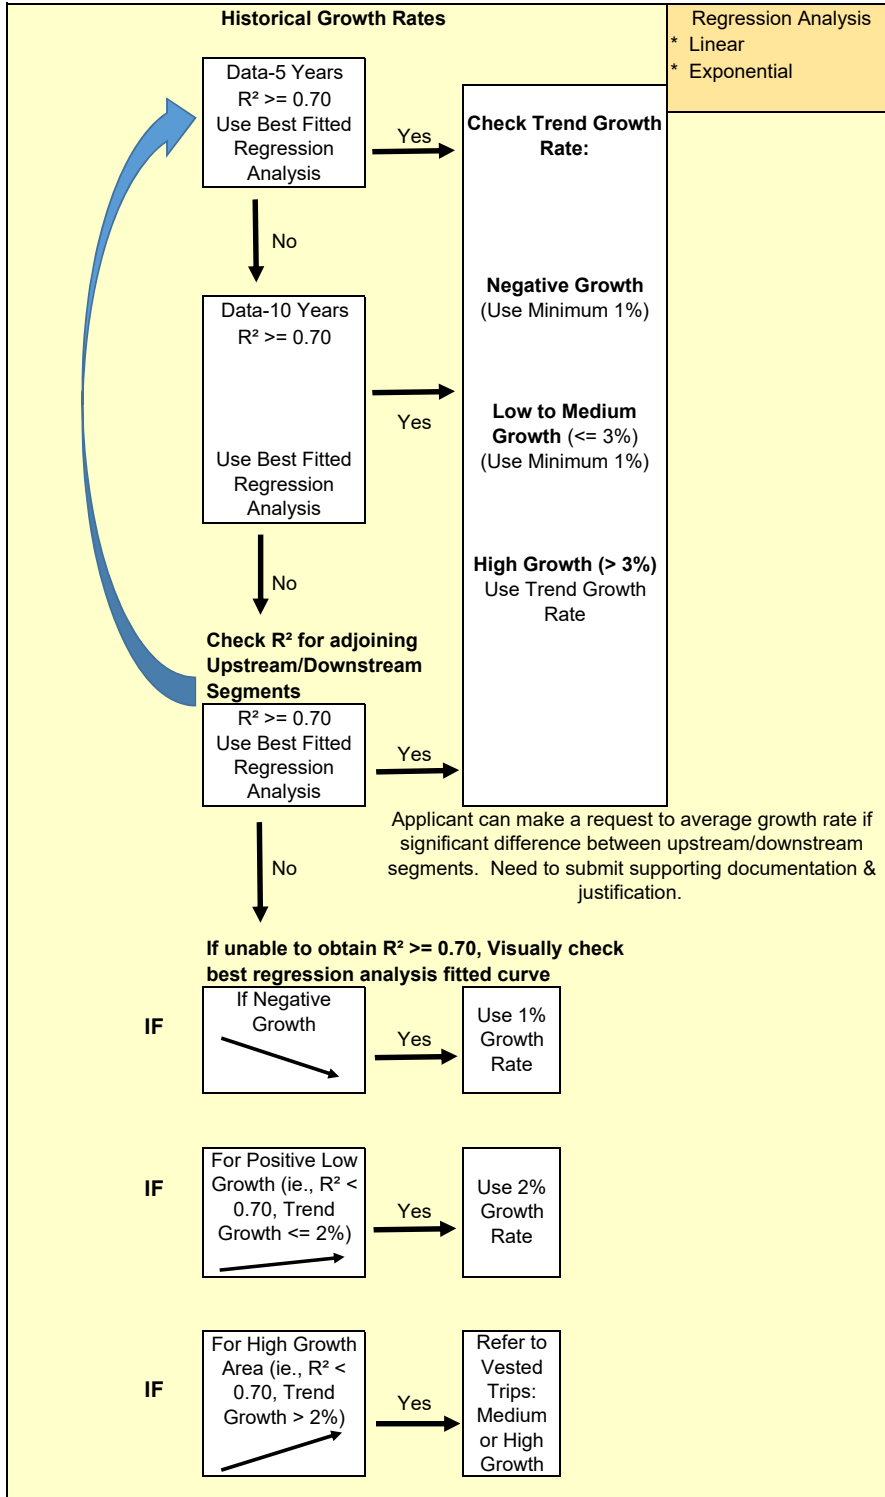 Historical Growth Rates
Regression Analysis
* Linear
* Exponential
Data-5 Years
R² >= 0.70
Use Best Fitted
Regression
Analysis
Yes
No
Check Trend Growth
Rate:
Negative Growth
(Use Minimum 1%)
Low to Medium
Growth (<= 3%)
(Use Minimum 1%)
High Growth (> 3%)
Use Trend Growth
Rate
Data-10 Years
R² >= 0.70
Use Best Fitted
Regression
Analysis
Yes
No
Check R² for adjoining
Upstream/Downstream
Segments
R² >= 0.70
Use Best Fitted
Regression
Analysis
Yes
No
Applicant can make a request to average growth rate if
significant difference between upstream/downstream
segments. Need to submit supporting documentation &
justification.
If unable to obtain R² >= 0.70, Visually check
best regression analysis fitted curve
IF
If Negative
Growth
Yes
Use 1%
Growth
Rate
IF
For Positive Low
Growth (ie., R² <
0.70, Trend
Growth <= 2%)
Yes
Use 2%
Growth
Rate
IF
For High Growth
Area (ie., R² <
0.70, Trend
Growth > 2%)
Yes
Refer to
Vested
Trips:
Medium
or High
Growth